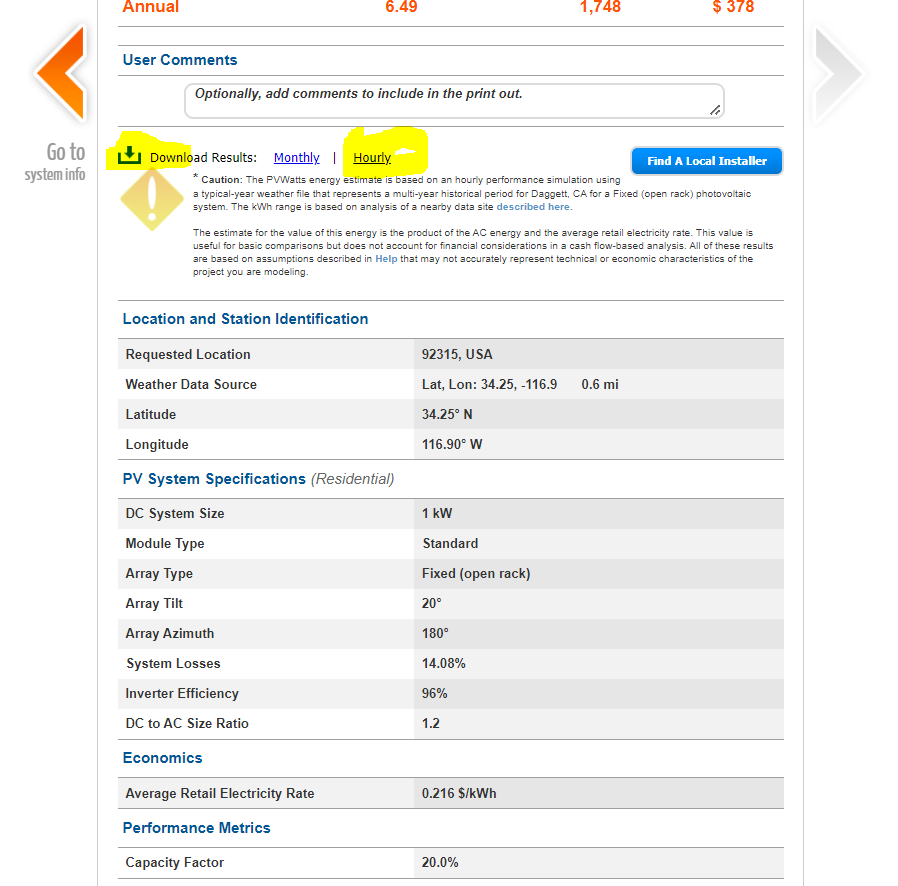 Annual 6.49 1,748 $ 378
User Comments
Optionally, add comments to include in the print out.
Go to
system info
Download Results: Monthly | Hourly
Find A Local Installer
* Caution: The PVWatts energy estimate is based on an hourly performance simulation using
a typical-year weather file that represents a multi-year historical period for Daggett, CA for a Fixed (open rack) photovoltaic
system. The kWh range is based on analysis of a nearby data site described here.
The estimate for the value of this energy is the product of the AC energy and the average retail electricity rate. This value is
useful for basic comparisons but does not account for financial considerations in a cash flow-based analysis. All of these results
are based on assumptions described in Help that may not accurately represent technical or economic characteristics of the
project you are modeling.
Location and Station Identification
Requested Location 92315, USA
Weather Data Source Lat, Lon: 34.25, -116.9 0.6 mi
Latitude 34.25° N
Longitude 116.90° W
PV System Specifications (Residential)
DC System Size 1 kW
Module Type Standard
Array Type Fixed (open rack)
Array Tilt 20°
Array Azimuth 180°
System Losses 14.08%
Inverter Efficiency 96%
DC to AC Size Ratio 1.2
Economics
Average Retail Electricity Rate 0.216 $/kWh
Performance Metrics
Capacity Factor 20.0%